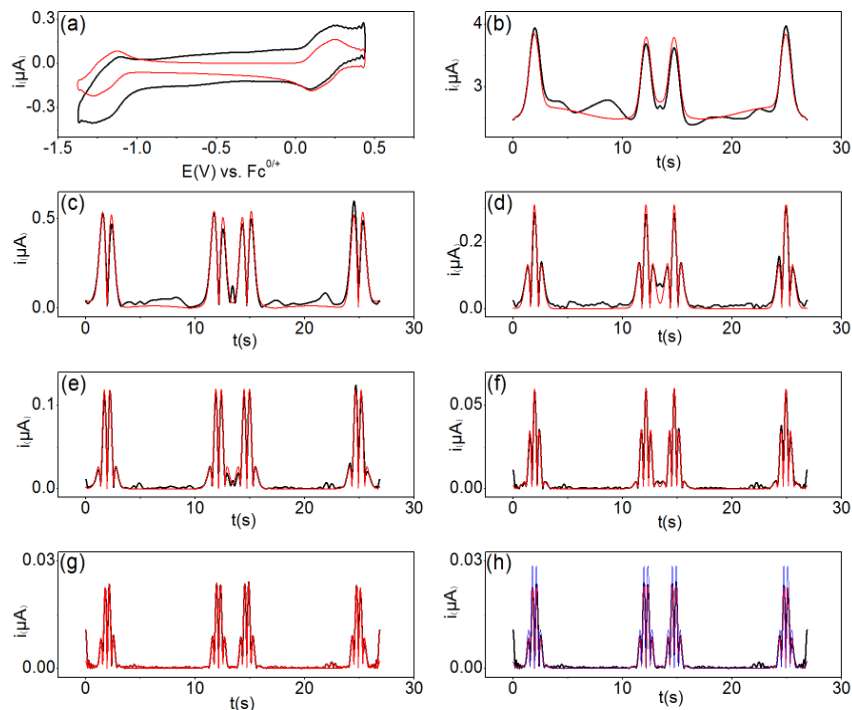 (a)
0.3
0.0
-0.3
i(μA)
-1.5 -1.0 -0.5 0.0 0.5
E(V) vs. Fc0/+
(b)
4
3
i(μA)
0 10 20 30
t(s)
(c)
0.5
0.0
i(μA)
0 10 20 30
t(s)
(d)
0.2
0.0
i(μA)
0 10 20 30
t(s)
(e)
0.1
0.0
i(μA)
0 10 20 30
t(s)
(f)
0.05
0.00
i(μA)
0 10 20 30
t(s)
(g)
0.03
0.00
i(μA)
0 10 20 30
t(s)
(h)
0.03
0.00
i(μA)
0 10 20 30
t(s)